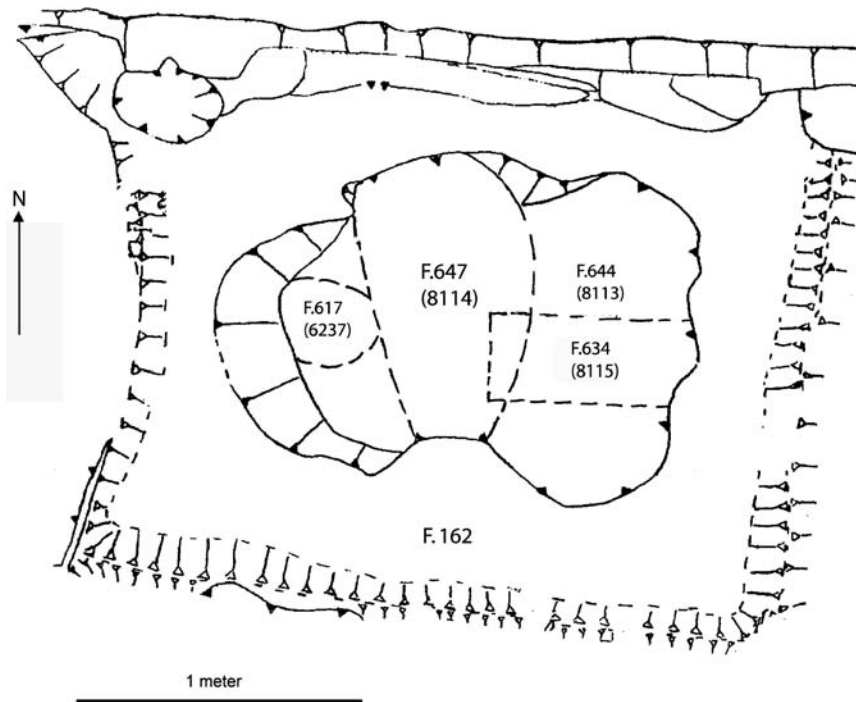 N
F.647
(8114)
F.644
(8113)
F.617
(6237)
F.634
(8115)
F.162
1 meter